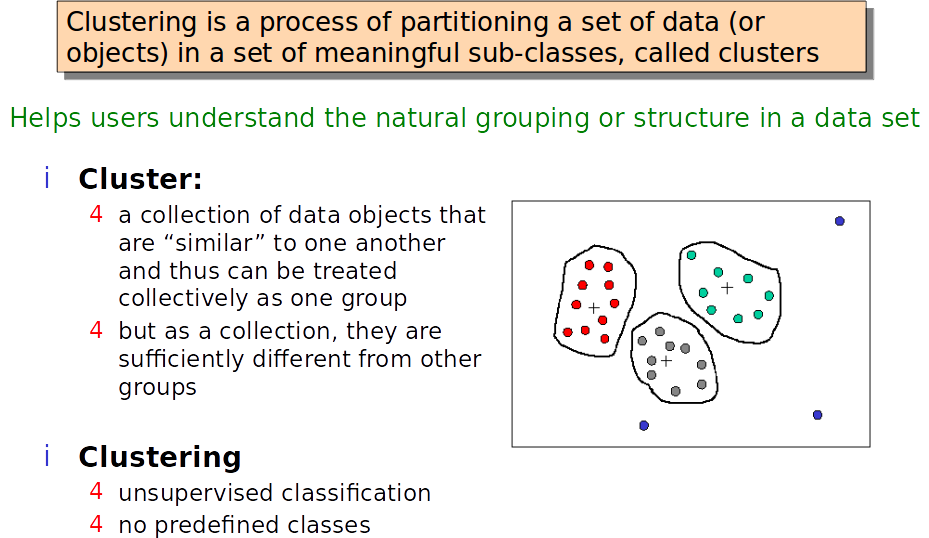 Clustering is a process of partitioning a set of data (or
objects) in a set of meaningful sub-classes, called clusters
Helps users understand the natural grouping or structure in a data set
i Cluster:
4 a collection of data objects that
are “similar” to one another
and thus can be treated
collectively as one group
4 but as a collection, they are
sufficiently different from other
groups
i Clustering
4 unsupervised classification
4 no predefined classes